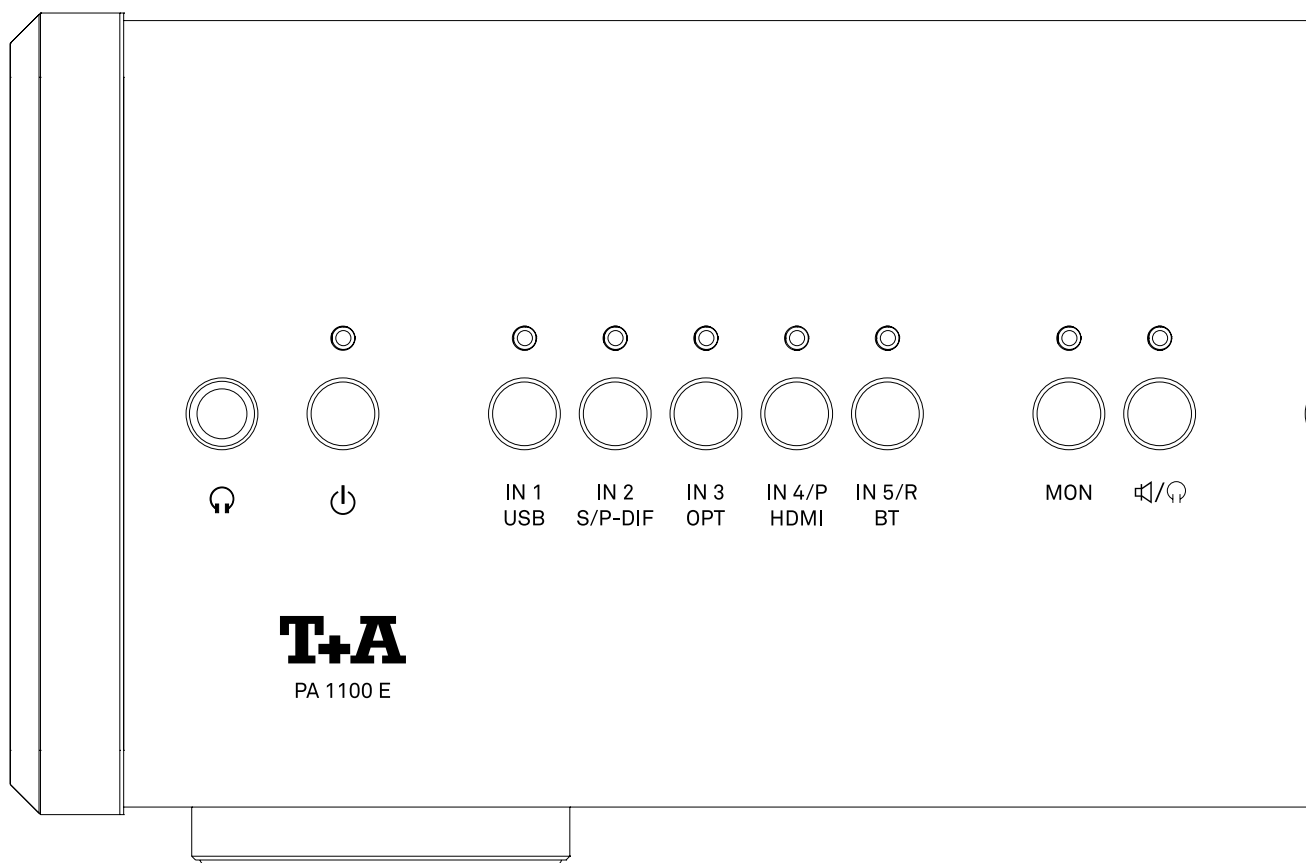 IN 1
USB
IN 2
S/P-DIF
IN 3
OPT
IN 4/P
HDMI
IN 5/R
BT
MON
/
T+A
PA 1100 E